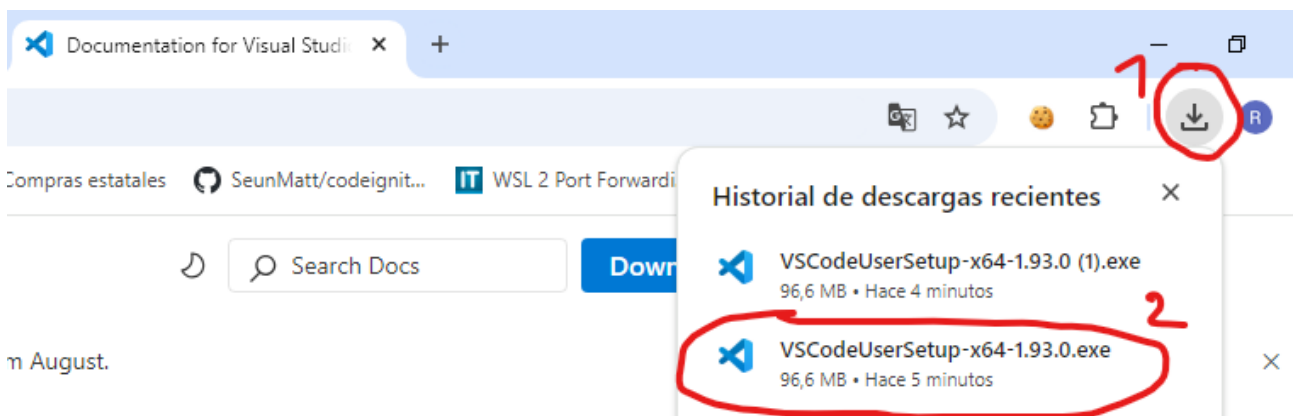 Documentation for Visual Studi
1
R
Compras estatales
SeunMatt/codeignit...
IT
WSL 2 Port Forwardi
Historial de descargas recientes
Search Docs
Down
VSCodeUserSetup-x64-1.93.0 (1).exe
96,6 MB • Hace 4 minutos
2
VSCodeUserSetup-x64-1.93.0.exe
96,6 MB • Hace 5 minutos
m August.